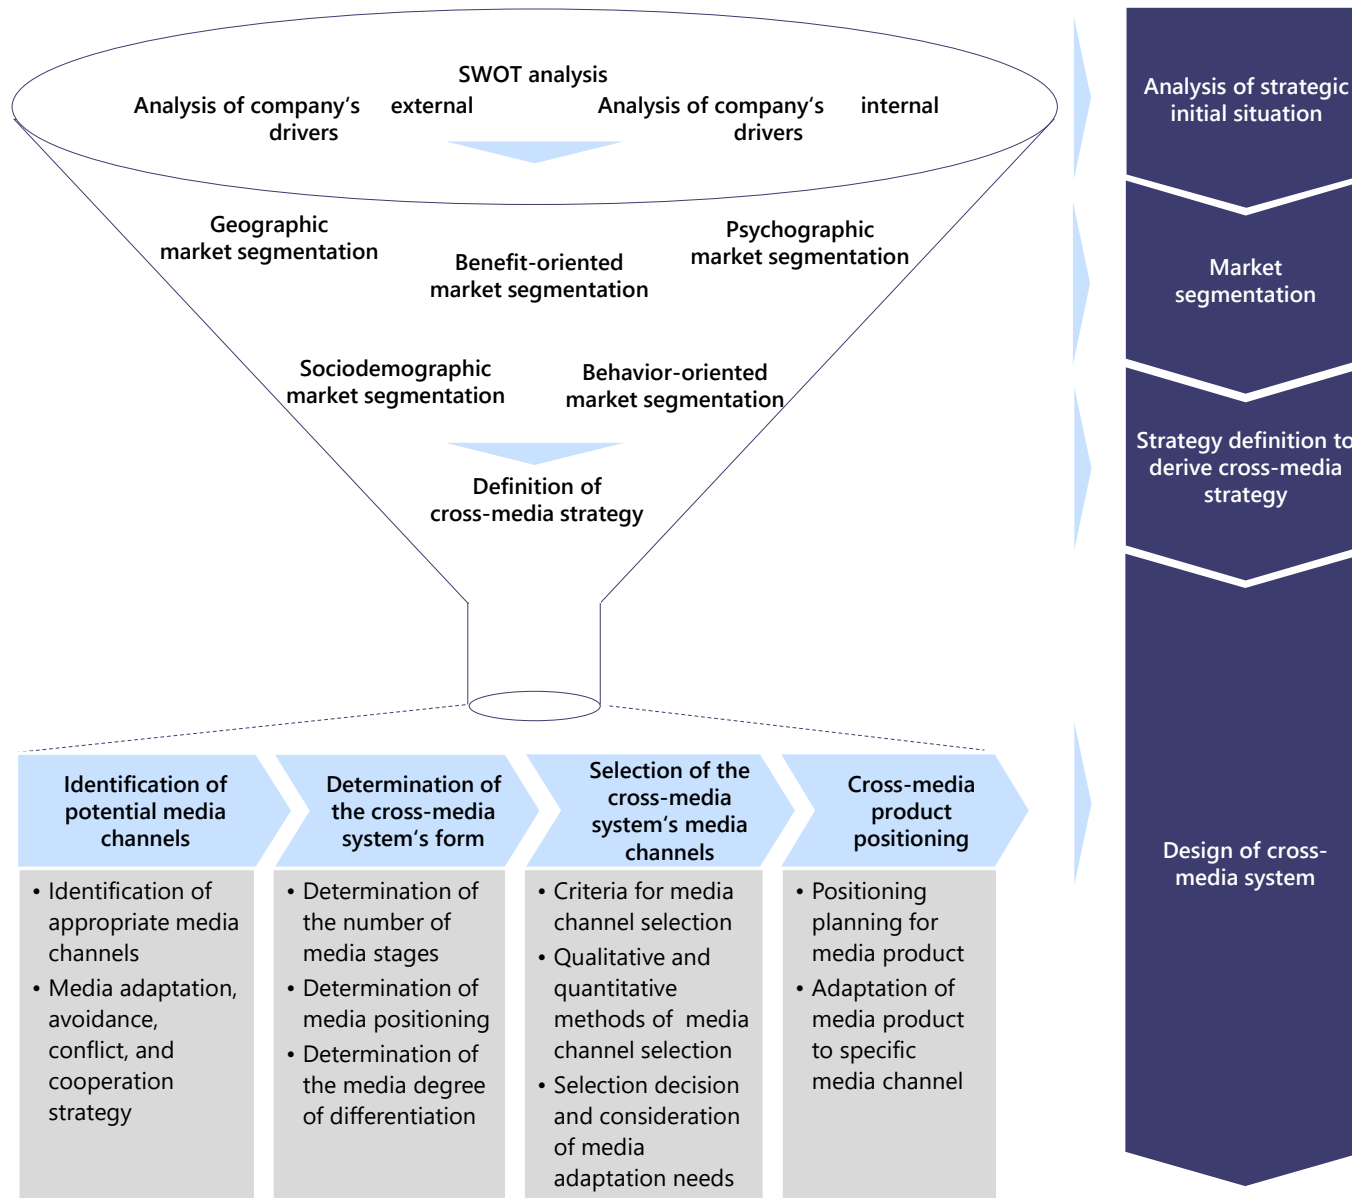 SWOT analysis
Analysis of company‘s external
drivers
Analysis of company‘s internal
drivers
Geographic
market segmentation
Benefit-oriented
market segmentation
Psychographic
market segmentation
Sociodemographic
market segmentation
Behavior-oriented
market segmentation
Definition of
cross-media strategy
Analysis of strategic
initial situation
Market
segmentation
Strategy definition to
derive cross-media
strategy
Design of cross-
media system
Identification of
potential media
channels
• Identification of
appropriate media
channels
• Media adaptation,
avoidance,
conflict, and
cooperation
strategy
Determination of
the cross-media
system‘s form
• Determination of
the number of
media stages
• Determination of
media positioning
• Determination of
the media degree
of differentiation
Selection of the
cross-media
system‘s media
channels
• Criteria for media
channel selection
• Qualitative and
quantitative
methods of media
channel selection
• Selection decision
and consideration
of media
adaptation needs
Cross-media
product
positioning
• Positioning
planning for
media product
• Adaptation of
media product
to specific
media channel